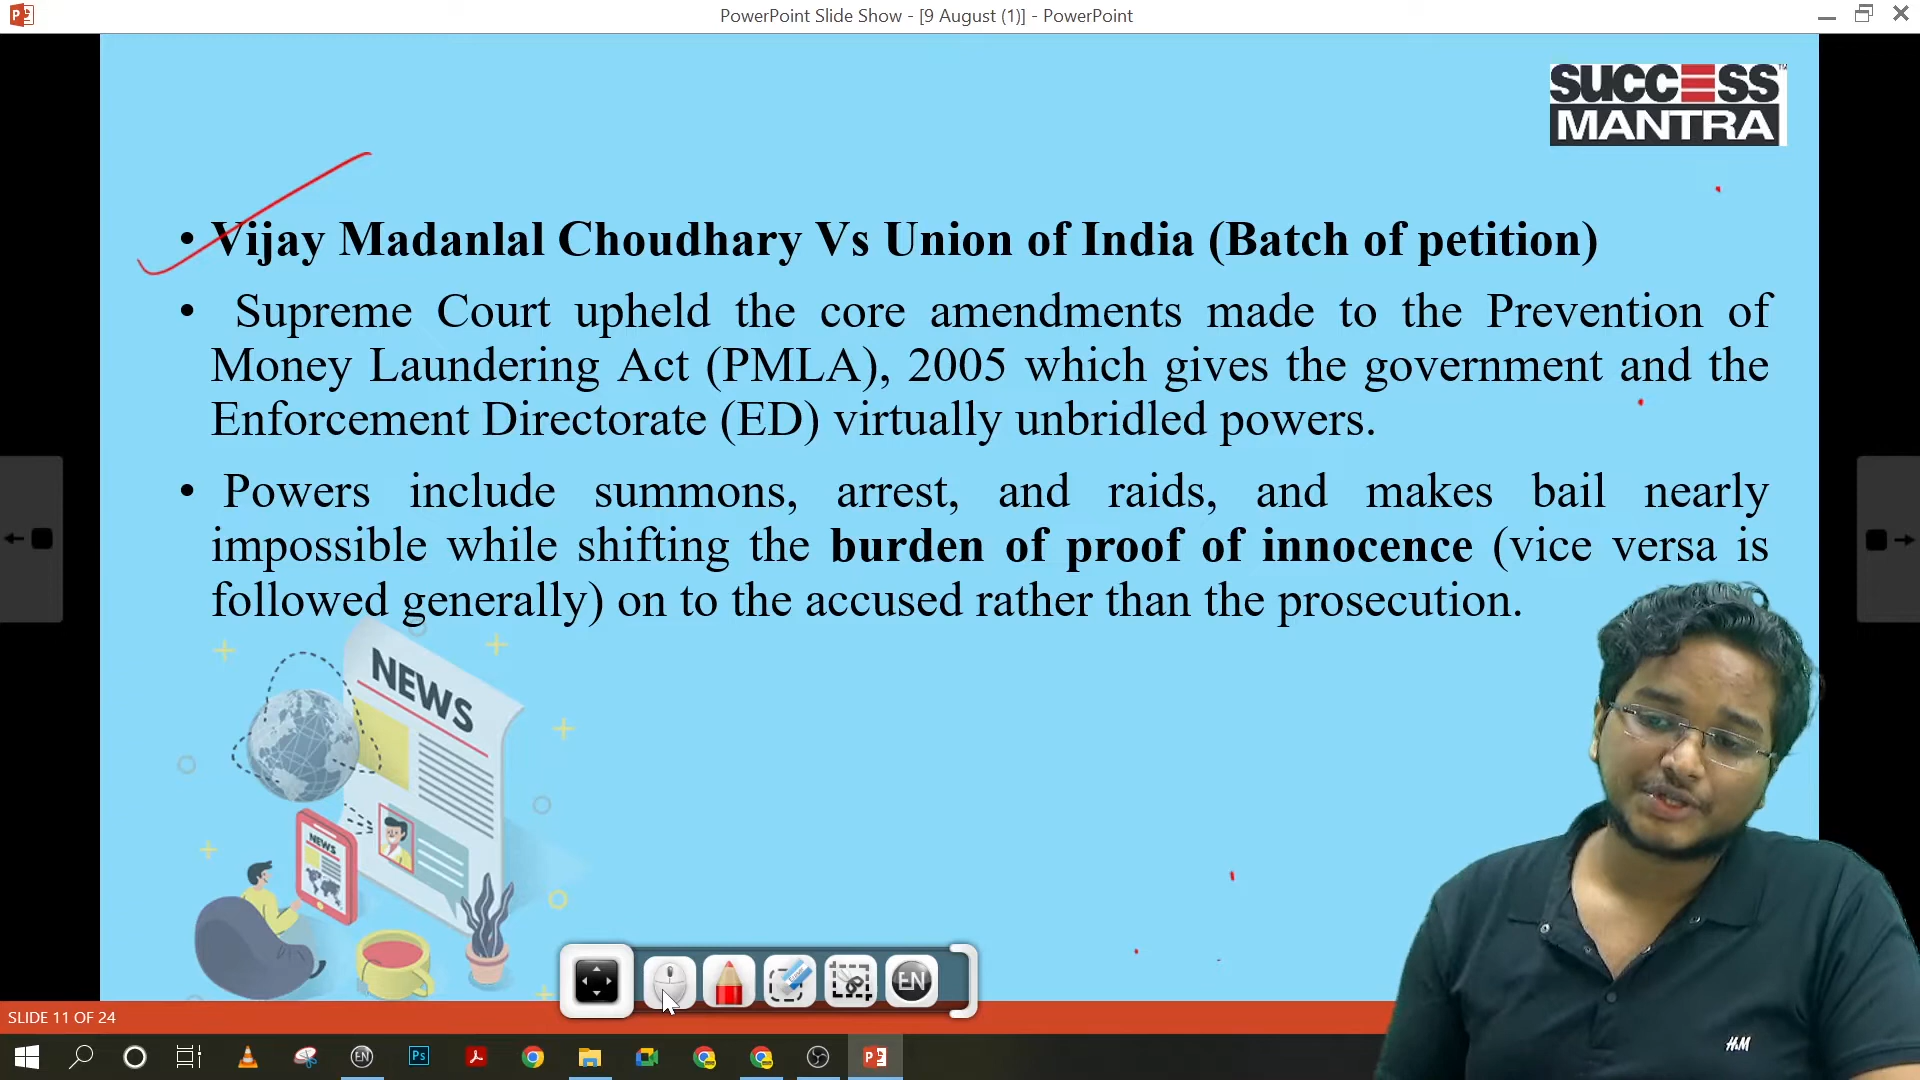 PowerPoint Slide Show - [9 August (1)] - PowerPoint
SUCCESS
MANTRA
• Vijay Madanlal Choudhary Vs Union of India (Batch of petition)
• Supreme Court upheld the core amendments made to the Prevention of
Money Laundering Act (PMLA), 2005 which gives the government and the
Enforcement Directorate (ED) virtually unbridled powers.
• Powers include summons, arrest, and raids, and makes bail nearly
impossible while shifting the burden of proof of innocence (vice versa is
followed generally) on to the accused rather than the prosecution.
NEWS
NEWS
EN
SLIDE 11 OF 24
H&M
EN
Ps